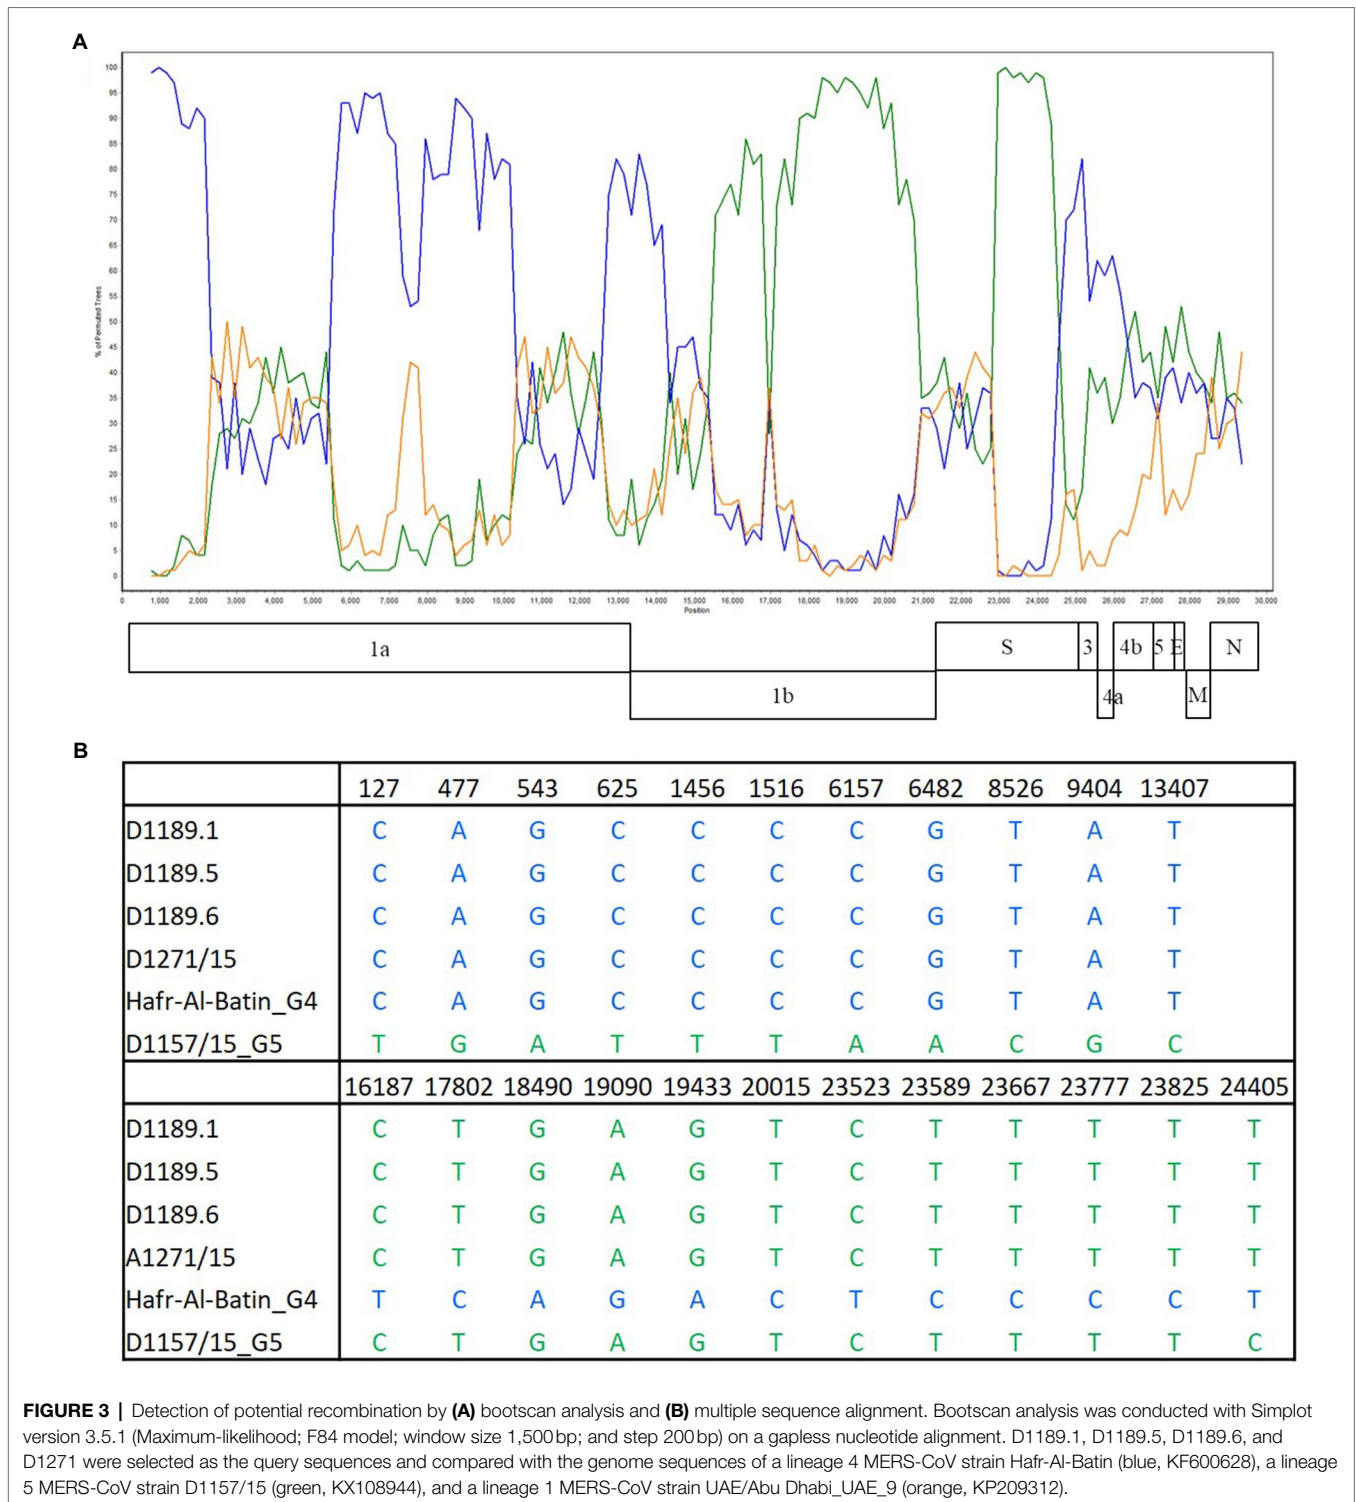 A
% of Permuted Trees
100
95
90
85
80
75
70
65
60
55
50
45
40
35
30
25
20
15
10
5
0
0 1,000 2,000 3,000 4,000 5,000 6,000 7,000 8,000 9,000 10,000 11,000 12,000 13,000 14,000 15,000 16,000 17,000 18,000 19,000 20,000 21,000 22,000 23,000 24,000 25,000 26,000 27,000 28,000 29,000 30,000
Position
1a S 3 4b 5 E N
1b 4a M
B
127 477 543 625 1456 1516 6157 6482 8526 9404 13407
D1189.1 C A G C C C C G T A T
D1189.5 C A G C C C C G T A T
D1189.6 C A G C C C C G T A T
D1271/15 C A G C C C C G T A T
Hafr-Al-Batin_G4 C A G C C C C G T A T
D1157/15_G5 T G A T T T A A C G C
16187 17802 18490 19090 19433 20015 23523 23589 23667 23777 23825 24405
D1189.1 C T G A G T C T T T T T
D1189.5 C T G A G T C T T T T T
D1189.6 C T G A G T C T T T T T
A1271/15 C T G A G T C T T T T T
Hafr-Al-Batin_G4 T C A G A C T C C C C T
D1157/15_G5 C T G A G T C T T T T C
FIGURE 3 | Detection of potential recombination by (A) bootscan analysis and (B) multiple sequence alignment. Bootscan analysis was conducted with Simplot
version 3.5.1 (Maximum-likelihood; F84 model; window size 1,500 bp; and step 200 bp) on a gapless nucleotide alignment. D1189.1, D1189.5, D1189.6, and
D1271 were selected as the query sequences and compared with the genome sequences of a lineage 4 MERS-CoV strain Hafr-Al-Batin (blue, KF600628), a lineage
5 MERS-CoV strain D1157/15 (green, KX108944), and a lineage 1 MERS-CoV strain UAE/Abu Dhabi_UAE_9 (orange, KP209312).